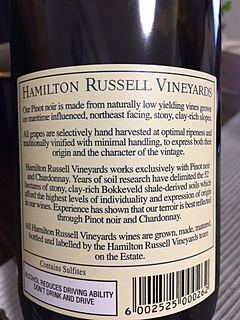 HAMILTON RUSSELL VINEYARDS
Our Pinot noir is made from naturally low yielding vines grown
on maritime influenced, northeast facing, stony, clay-rich slopes.
All grapes are selectively hand harvested at optimal ripeness and
traditionally vinified with minimal handling, to express both their
origin and the character of the vintage.
Hamilton Russell Vineyards works exclusively with Pinot noir
and Chardonnay. Years of soil research have delimited the 52
hectares of stony, clay-rich Bokkeveld shale-derived soils which
the highest levels of individuality and expression of origin
in our wines. Experience has shown that our terroir is best reflected
through Pinot noir and Chardonnay.
All Hamilton Russell Vineyards wines are grown, made, matured,
bottled and labelled by the Hamilton Russell Vineyards team
on the Estate.
Contains Sulfites
ALCOHOL REDUCES DRIVING ABILITY
DON'T DRINK AND DRIVE
6 002525 000262